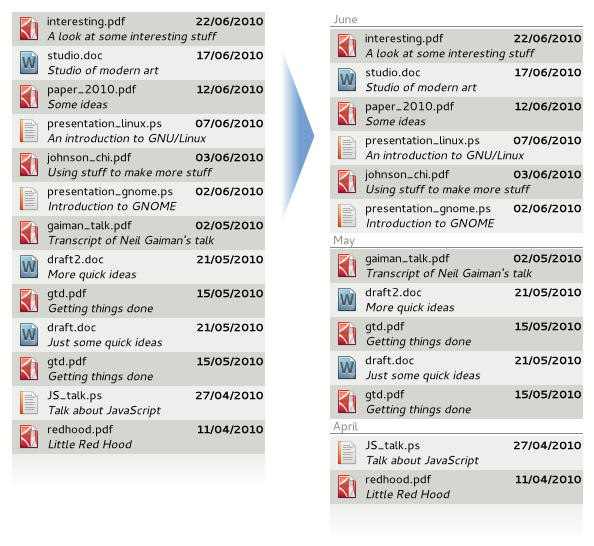 interesting.pdf 22/06/2010
A look at some interesting stuff
studio.doc 17/06/2010
Studio of modern art
paper_2010.pdf 12/06/2010
Some ideas
presentation_linux.ps 07/06/2010
An introduction to GNU/Linux
johnson_chi.pdf 03/06/2010
Using stuff to make more stuff
presentation_gnome.ps 02/06/2010
Introduction to GNOME
gaiman_talk.pdf 02/05/2010
Transcript of Neil Gaiman's talk
draft2.doc 21/05/2010
More quick ideas
gtd.pdf 15/05/2010
Getting things done
draft.doc 21/05/2010
Just some quick ideas
gtd.pdf 15/05/2010
Getting things done
JS_talk.ps 27/04/2010
Talk about JavaScript
redhood.pdf 11/04/2010
Little Red Hood
June
interesting.pdf 22/06/2010
A look at some interesting stuff
studio.doc 17/06/2010
Studio of modern art
paper_2010.pdf 12/06/2010
Some ideas
presentation_linux.ps 07/06/2010
An introduction to GNU/Linux
johnson_chi.pdf 03/06/2010
Using stuff to make more stuff
presentation_gnome.ps 02/06/2010
Introduction to GNOME
May
gaiman_talk.pdf 02/05/2010
Transcript of Neil Gaiman's talk
draft2.doc 21/05/2010
More quick ideas
gtd.pdf 15/05/2010
Getting things done
draft.doc 21/05/2010
Just some quick ideas
gtd.pdf 15/05/2010
Getting things done
April
JS_talk.ps 27/04/2010
Talk about JavaScript
redhood.pdf 11/04/2010
Little Red Hood